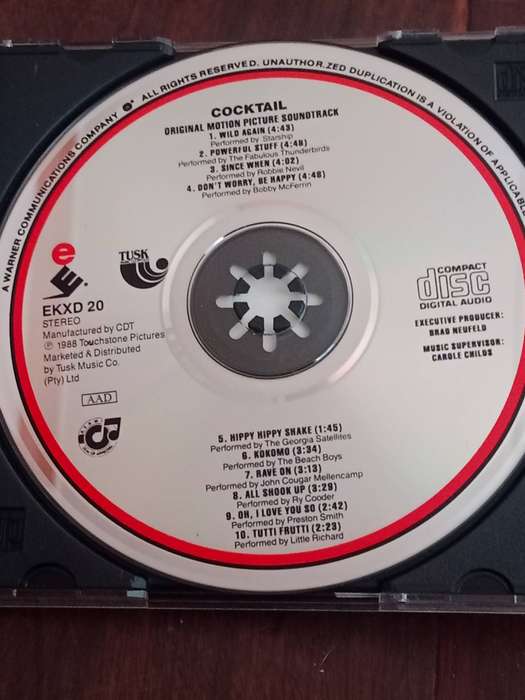 A WARNER COMMUNICATIONS COMPANY ALL RIGHTS RESERVED. UNAUTHOR.ZED DUPLICATION IS A VIOLATION OF APPLICABLE
COCKTAIL
ORIGINAL MOTION PICTURE SOUNDTRACK
1. WILD AGAIN (4:43)
Performed by Starship
2. POWERFUL STUFF (4:48)
Performed by The Fabulous Thunderbirds
3. SINCE WHEN (4:02)
Performed by Robbie Nevil
4. DON'T WORRY, BE HAPPY (4:48)
Performed by Bobby McFerrin
e
TUSK
EKXD 20
STEREO
Manufactured by CDT
℗ 1988 Touchstone Pictures
Marketed & Distributed
by Tusk Music Co.
(Pty) Ltd
AAD
COMPACT
disc
DIGITAL AUDIO
EXECUTIVE PRODUCER:
BRAD NEUFELD
MUSIC SUPERVISOR:
CAROLE CHILDS
5. HIPPY HIPPY SHAKE (1:45)
Performed by The Georgia Satellites
6. KOKOMO (3:34)
Performed by The Beach Boys
7. RAVE ON (3:13)
Performed by John Cougar Mellencamp
8. ALL SHOOK UP (3:29)
Performed by Ry Cooder
9. OH, I LOVE YOU SO (2:42)
Performed by Preston Smith
10. TUTTI FRUTTI (2:23)
Performed by Little Richard